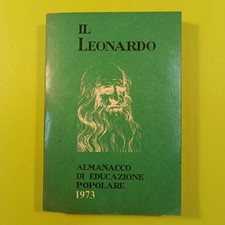 IL
LEONARDO
ALMANACCO
DI EDUCAZIONE
POPOLARE
1973